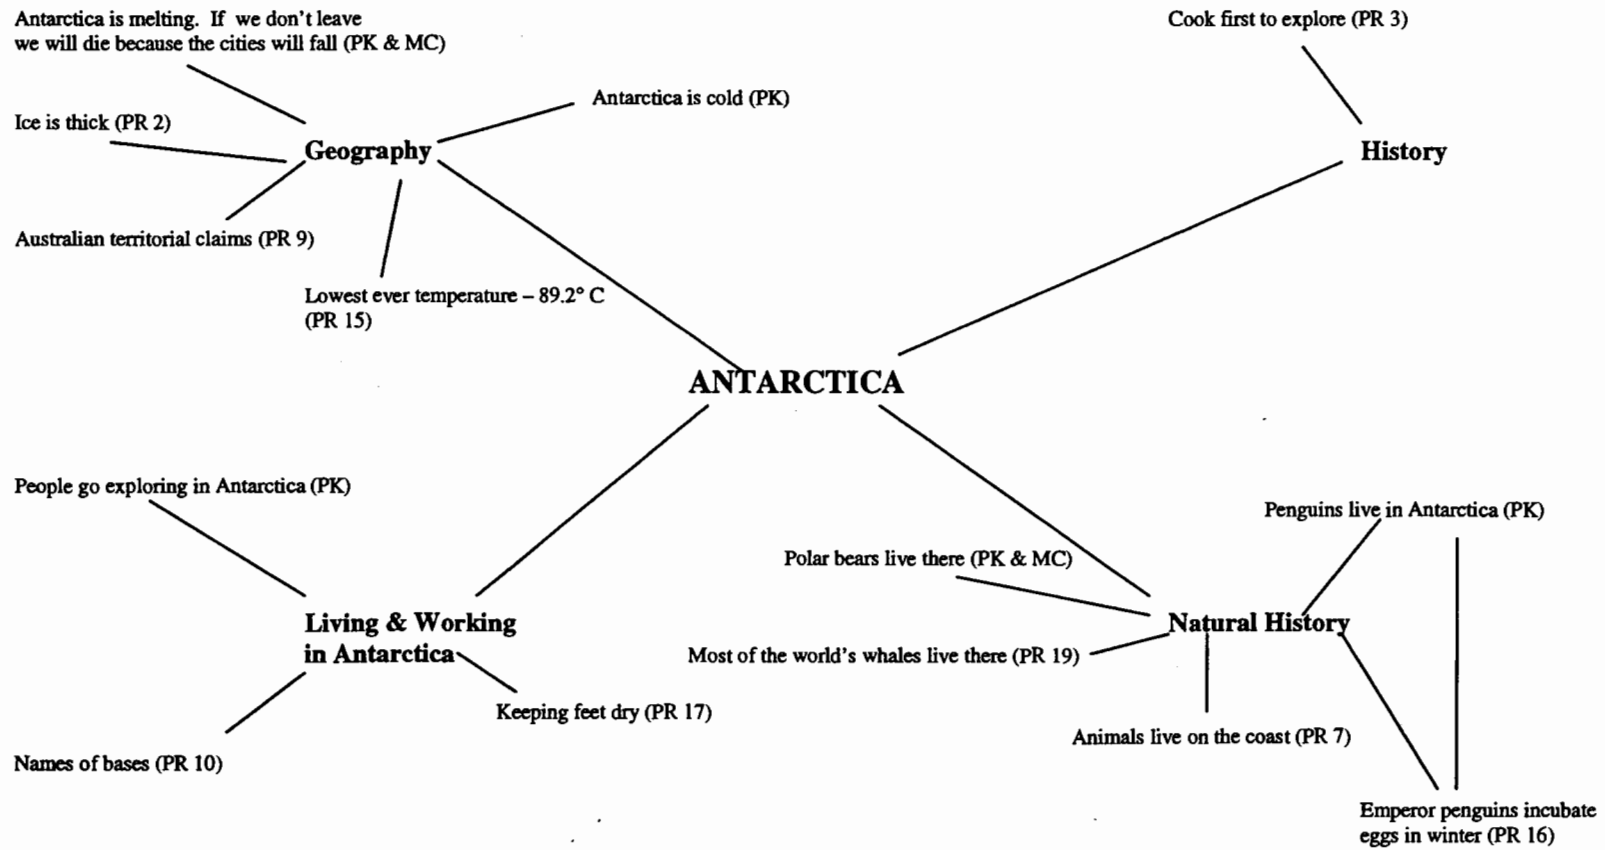 Antarctica is melting. If we don't leave
we will die because the cities will fall (PK & MC)
Cook first to explore (PR 3)
Antarctica is cold (PK)
Ice is thick (PR 2)
Geography
History
Australian territorial claims (PR 9)
Lowest ever temperature – 89.2° C
(PR 15)
ANTARCTICA
People go exploring in Antarctica (PK)
Penguins live in Antarctica (PK)
Polar bears live there (PK & MC)
Living & Working
in Antarctica
Natural History
Most of the world's whales live there (PR 19)
Keeping feet dry (PR 17)
Animals live on the coast (PR 7)
Names of bases (PR 10)
Emperor penguins incubate
eggs in winter (PR 16)